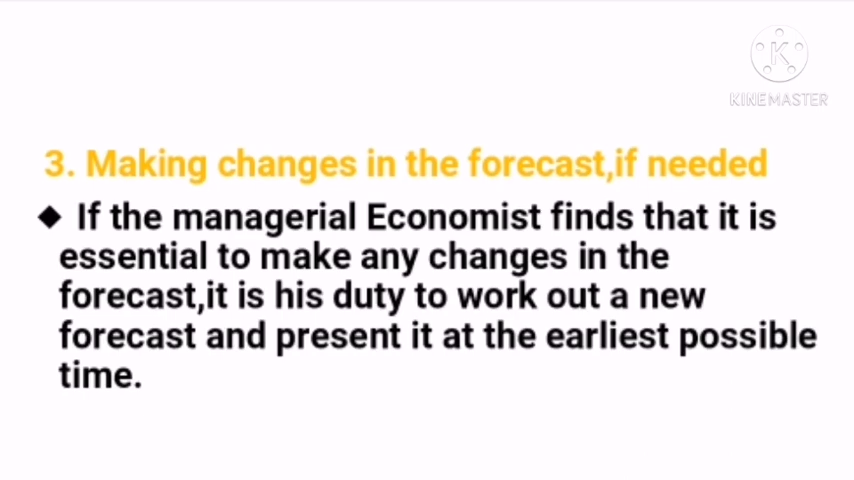 K
KINEMASTER
3. Making changes in the forecast,if needed
◆ If the managerial Economist finds that it is
essential to make any changes in the
forecast,it is his duty to work out a new
forecast and present it at the earliest possible
time.